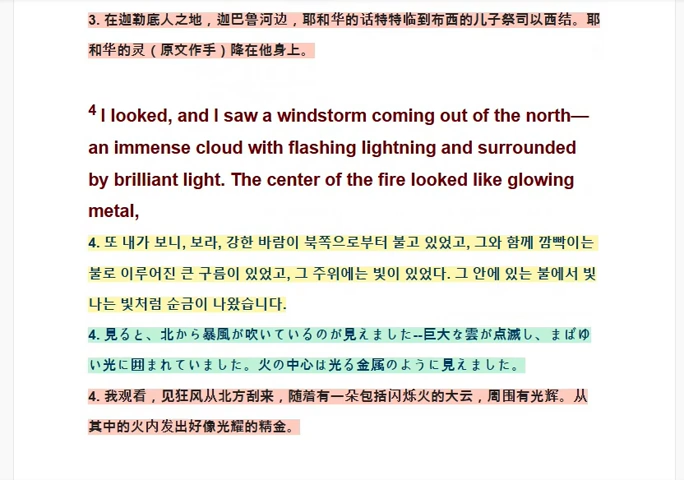 3. 在迦勒底人之地，迦巴鲁河边，耶和华的话特特临到布西的儿子祭司以西结。耶
和华的灵（原文作手）降在他身上。
4 I looked, and I saw a windstorm coming out of the north—
an immense cloud with flashing lightning and surrounded
by brilliant light. The center of the fire looked like glowing
metal,
4. 또 내가 보니, 보라, 강한 바람이 북쪽으로부터 불고 있었고, 그와 함께 깜빡이는
불로 이루어진 큰 구름이 있었고, 그 주위에는 빛이 있었다. 그 안에 있는 불에서 빛
나는 빛처럼 순금이 나왔습니다.
4. 見ると、北から暴風が吹いているのが見えました--巨大な雲が点滅し、まばゆ
い光に囲まれていました。火の中心は光る金属のように見えました。
4. 我观看，见狂风从北方刮来，随着有一朵包括闪烁火的大云，周围有光辉。从
其中的火内发出好像光耀的精金。